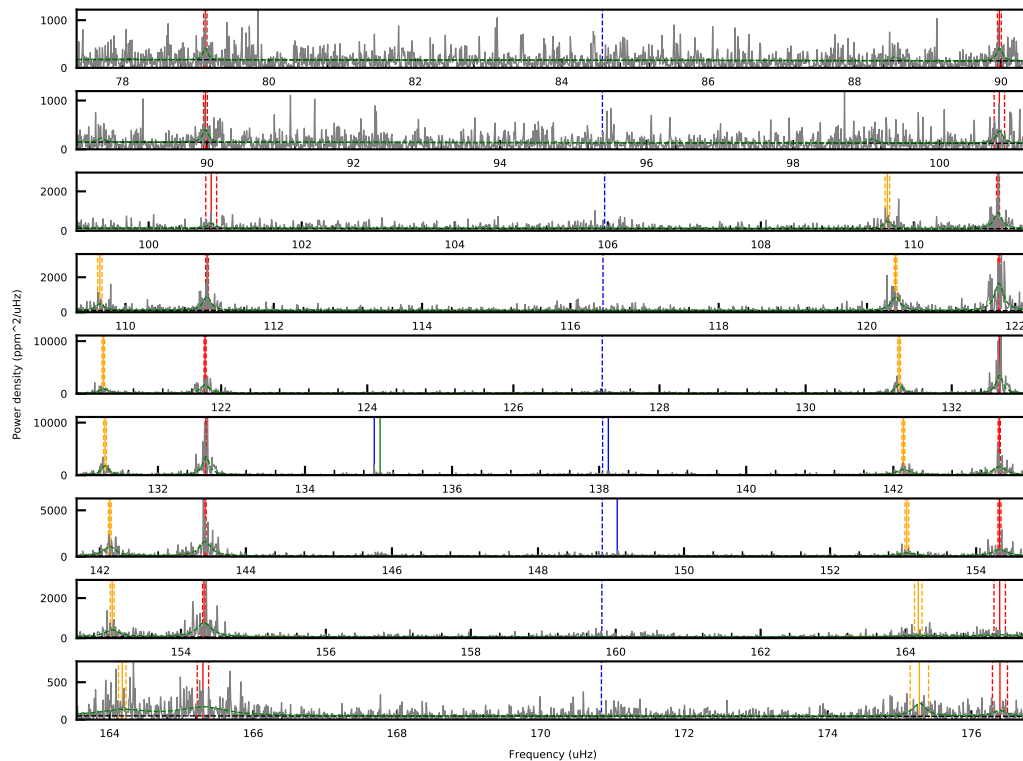 1000
0
78 80 82 84 86 88 90
1000
0
90 92 94 96 98 100
2000
0
100 102 104 106 108 110
2000
0
110 112 114 116 118 120 122
10000
0
122 124 126 128 130 132
10000
0
132 134 136 138 140 142
5000
0
142 144 146 148 150 152 154
2000
0
154 156 158 160 162 164
500
0
164 166 168 170 172 174 176
Power density (ppm^2/uHz)
Frequency (uHz)